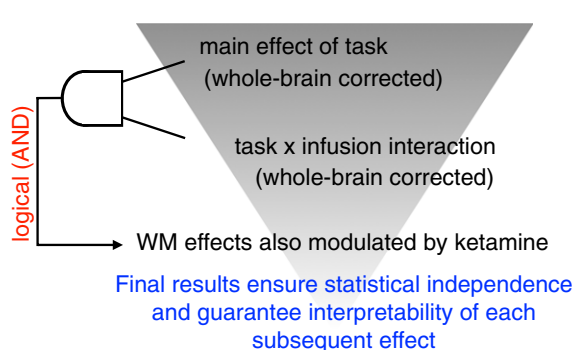 main effect of task
(whole-brain corrected)
logical (AND)
task x infusion interaction
(whole-brain corrected)
WM effects also modulated by ketamine
Final results ensure statistical independence
and guarantee interpretability of each
subsequent effect